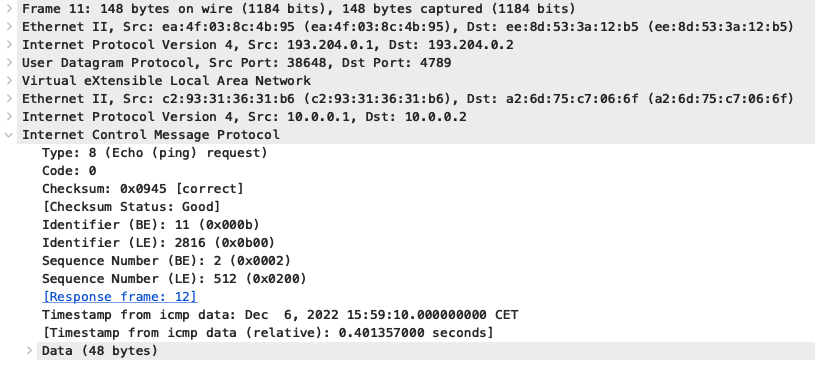 Frame 11: 148 bytes on wire (1184 bits), 148 bytes captured (1184 bits)
Ethernet II, Src: ea:4f:03:8c:4b:95 (ea:4f:03:8c:4b:95), Dst: ee:8d:53:3a:12:b5 (ee:8d:53:3a:12:b5)
Internet Protocol Version 4, Src: 193.204.0.1, Dst: 193.204.0.2
User Datagram Protocol, Src Port: 38648, Dst Port: 4789
Virtual eXtensible Local Area Network
Ethernet II, Src: c2:93:31:36:31:b6 (c2:93:31:36:31:b6), Dst: a2:6d:75:c7:06:6f (a2:6d:75:c7:06:6f)
Internet Protocol Version 4, Src: 10.0.0.1, Dst: 10.0.0.2
Internet Control Message Protocol
Type: 8 (Echo (ping) request)
Code: 0
Checksum: 0x0945 [correct]
[Checksum Status: Good]
Identifier (BE): 11 (0x000b)
Identifier (LE): 2816 (0x0b00)
Sequence Number (BE): 2 (0x0002)
Sequence Number (LE): 512 (0x0200)
[Response frame: 12]
Timestamp from icmp data: Dec  6, 2022 15:59:10.000000000 CET
[Timestamp from icmp data (relative): 0.401357000 seconds]
Data (48 bytes)